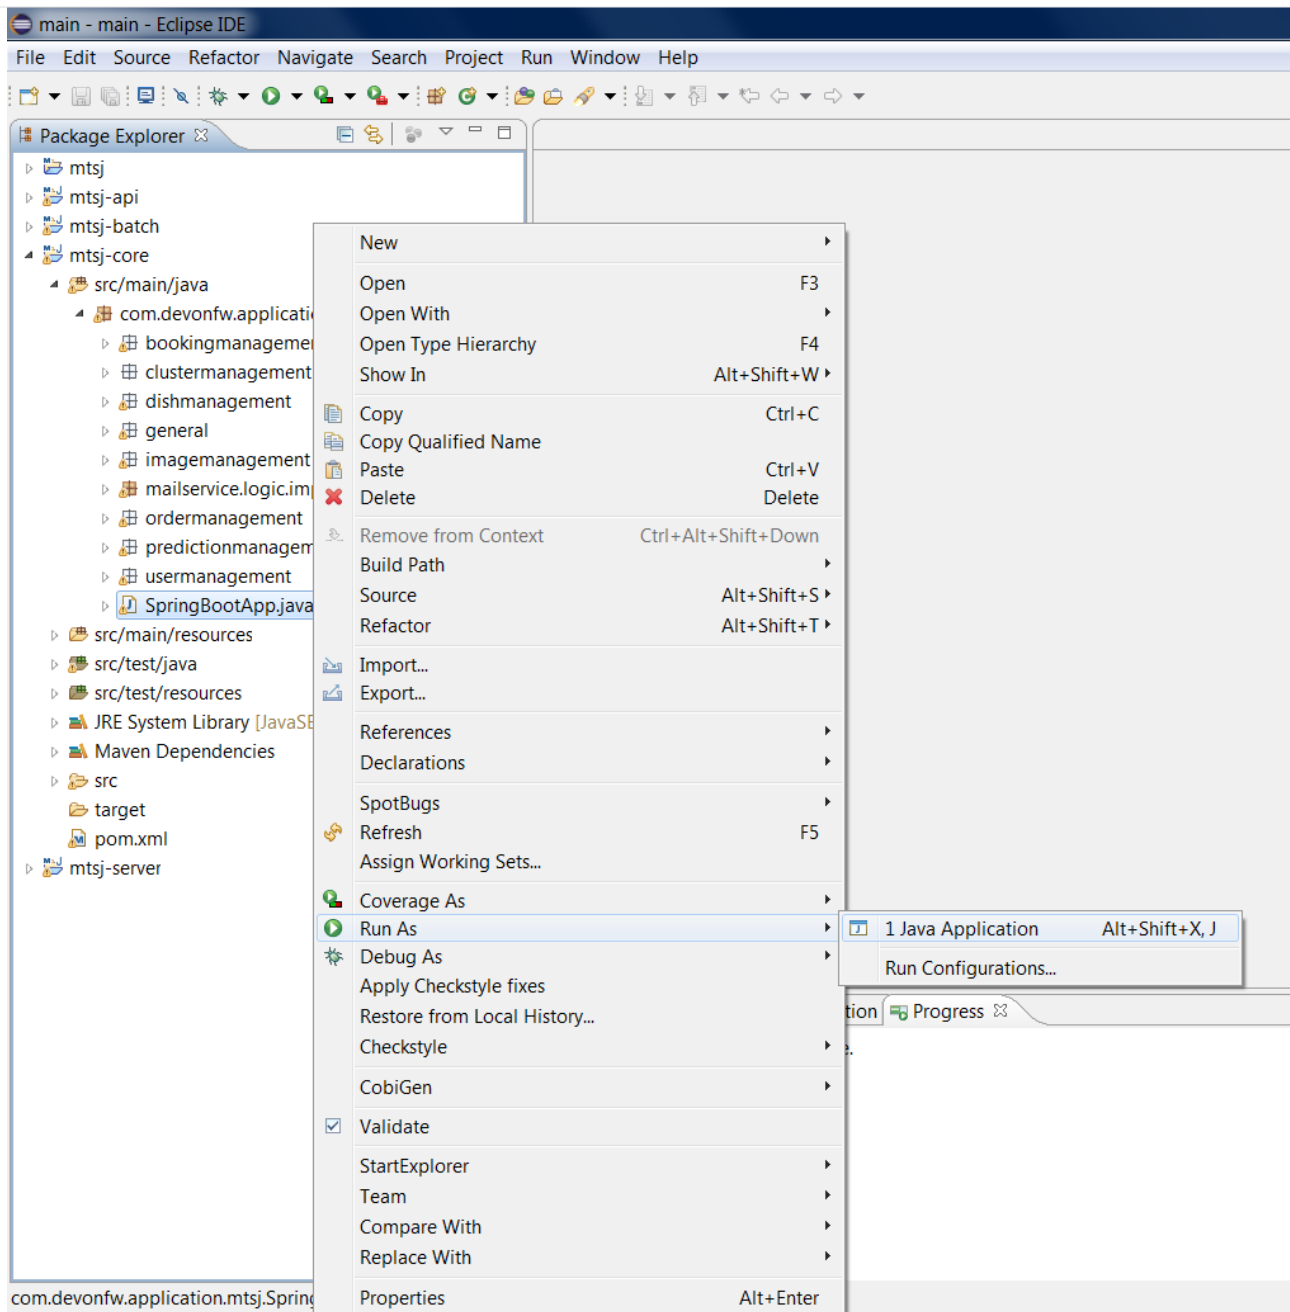 main - main - Eclipse IDE
File Edit Source Refactor Navigate Search Project Run Window Help
Package Explorer
mtsj
mtsj-api
mtsj-batch
mtsj-core
src/main/java
com.devonfw.applicati
bookingmanagemen
clustermanagement
dishmanagement
general
imagemanagement
mailservice.logic.imp
ordermanagement
predictionmanagem
usermanagement
SpringBootApp.java
src/main/resources
src/test/java
src/test/resources
JRE System Library [JavaSE
Maven Dependencies
src
target
pom.xml
mtsj-server
New
Open F3
Open With
Open Type Hierarchy F4
Show In Alt+Shift+W
Copy Ctrl+C
Copy Qualified Name
Paste Ctrl+V
Delete Delete
Remove from Context Ctrl+Alt+Shift+Down
Build Path
Source Alt+Shift+S
Refactor Alt+Shift+T
Import...
Export...
References
Declarations
SpotBugs
Refresh F5
Assign Working Sets...
Coverage As
Run As
Debug As
Apply Checkstyle fixes
Restore from Local History...
Checkstyle
CobiGen
Validate
StartExplorer
Team
Compare With
Replace With
Properties Alt+Enter
1 Java Application Alt+Shift+X, J
Run Configurations...
tion Progress
e.
com.devonfw.application.mtsj.Spring